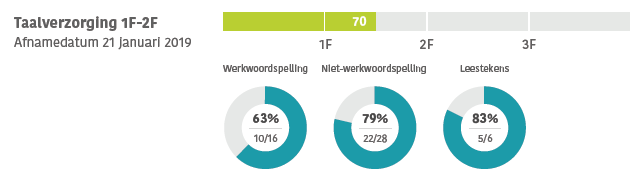 Taalverzorging 1F-2F
Afnamedatum 21 januari 2019
70
1F 2F 3F
Werkwoordspelling Niet-werkwoordspelling Leestekens
63% 79% 83%
10/16 22/28 5/6